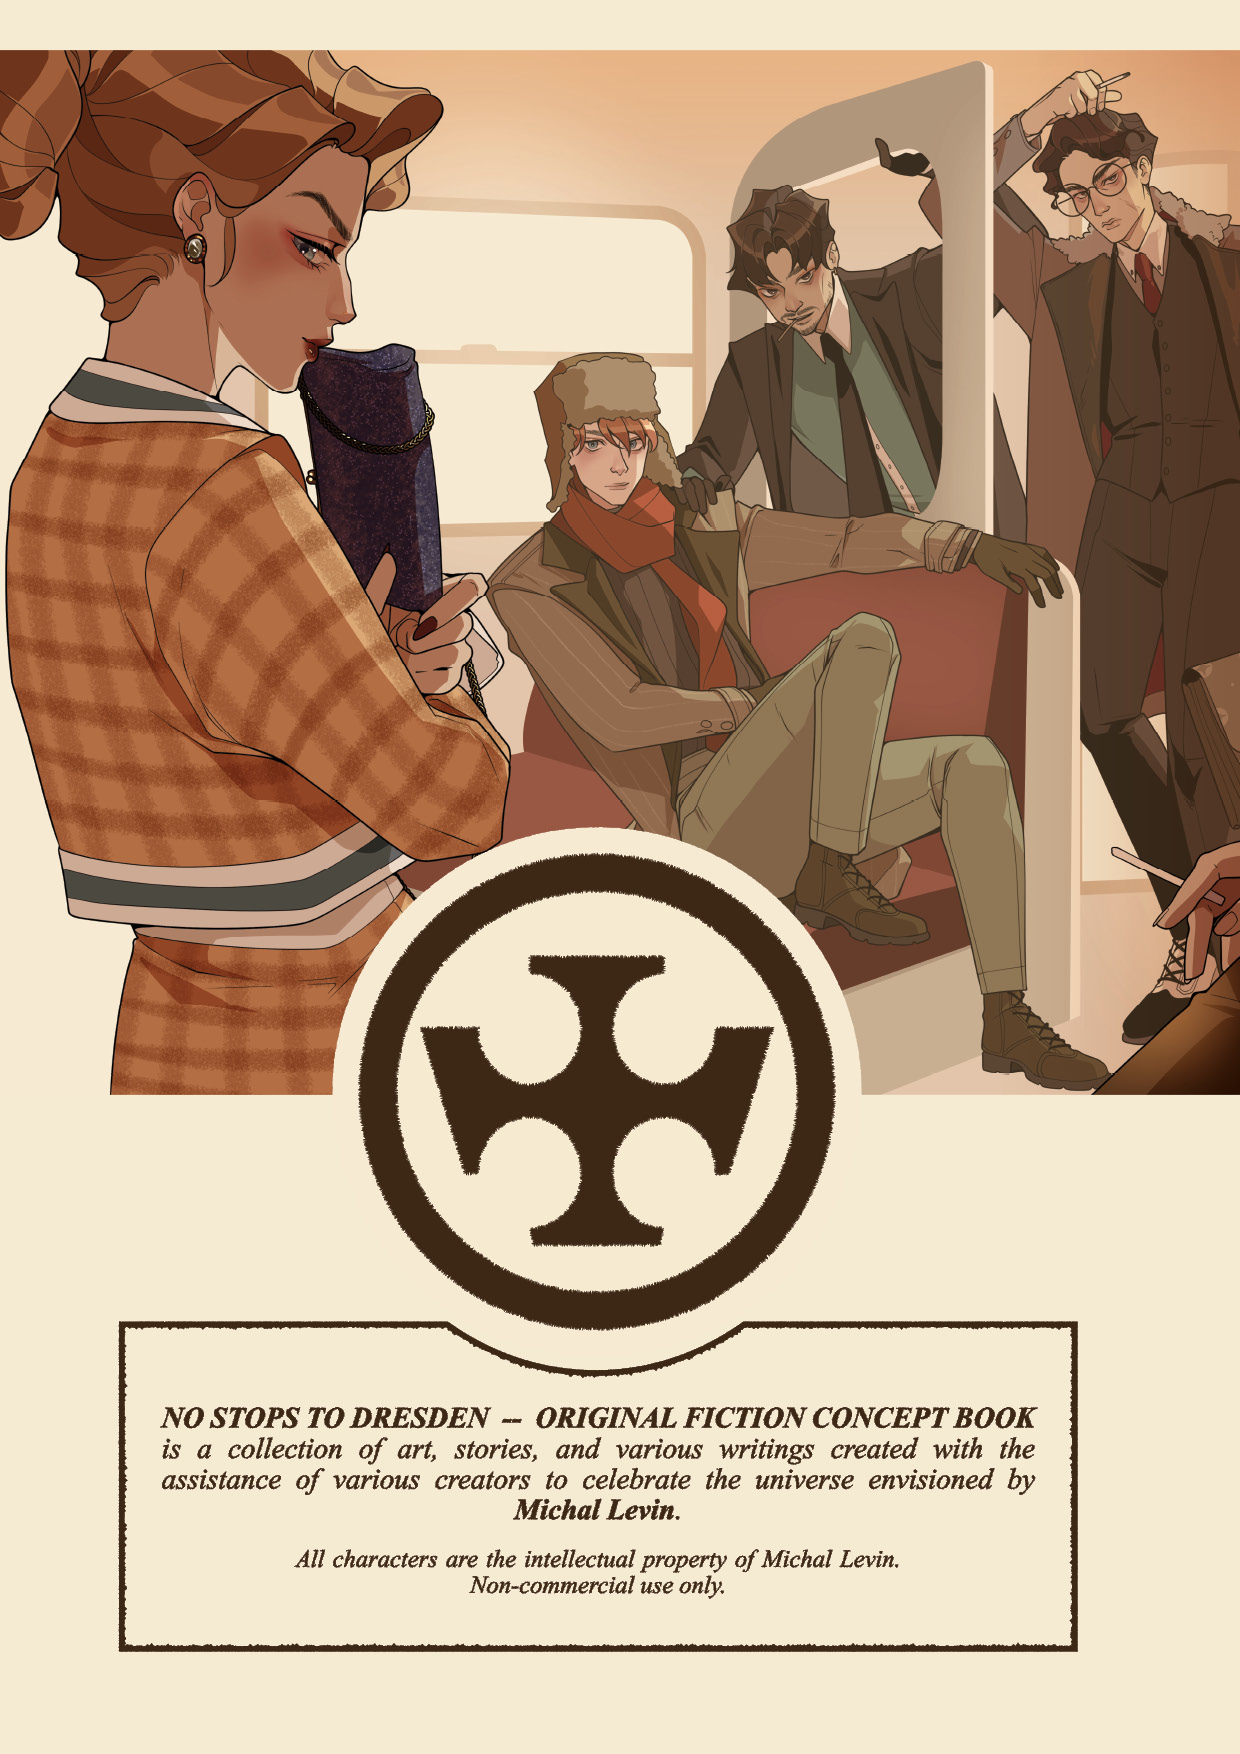 NO STOPS TO DRESDEN -- ORIGINAL FICTION CONCEPT BOOK
is a collection of art, stories, and various writings created with the
assistance of various creators to celebrate the universe envisioned by
Michal Levin.
All characters are the intellectual property of Michal Levin.
Non-commercial use only.